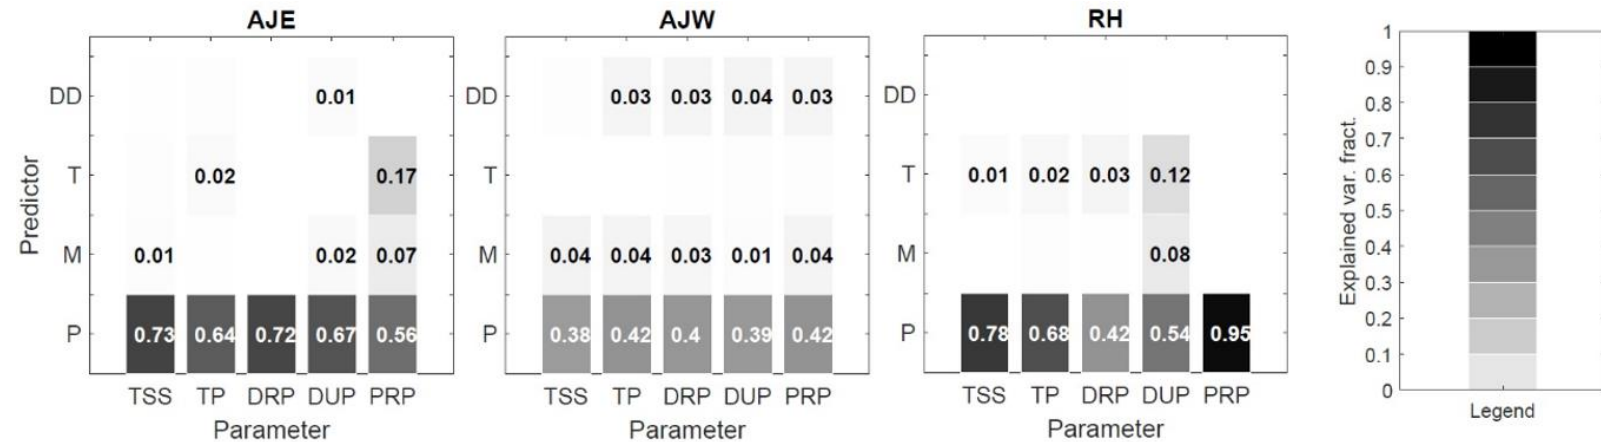 AJE
AJW
RH
DD 0.01
T 0.02 0.17
M 0.01 0.02 0.07
P 0.73 0.64 0.72 0.67 0.56
TSS TP DRP DUP PRP
Parameter
Predictor
DD 0.03 0.03 0.04 0.03
T
M 0.04 0.04 0.03 0.01 0.04
P 0.38 0.42 0.4 0.39 0.42
TSS TP DRP DUP PRP
Parameter
DD
T 0.01 0.02 0.03 0.12
M 0.08
P 0.78 0.68 0.42 0.54 0.95
TSS TP DRP DUP PRP
Parameter
Explained var. fract.
1
0.9
0.8
0.7
0.6
0.5
0.4
0.3
0.2
0.1
0
Legend